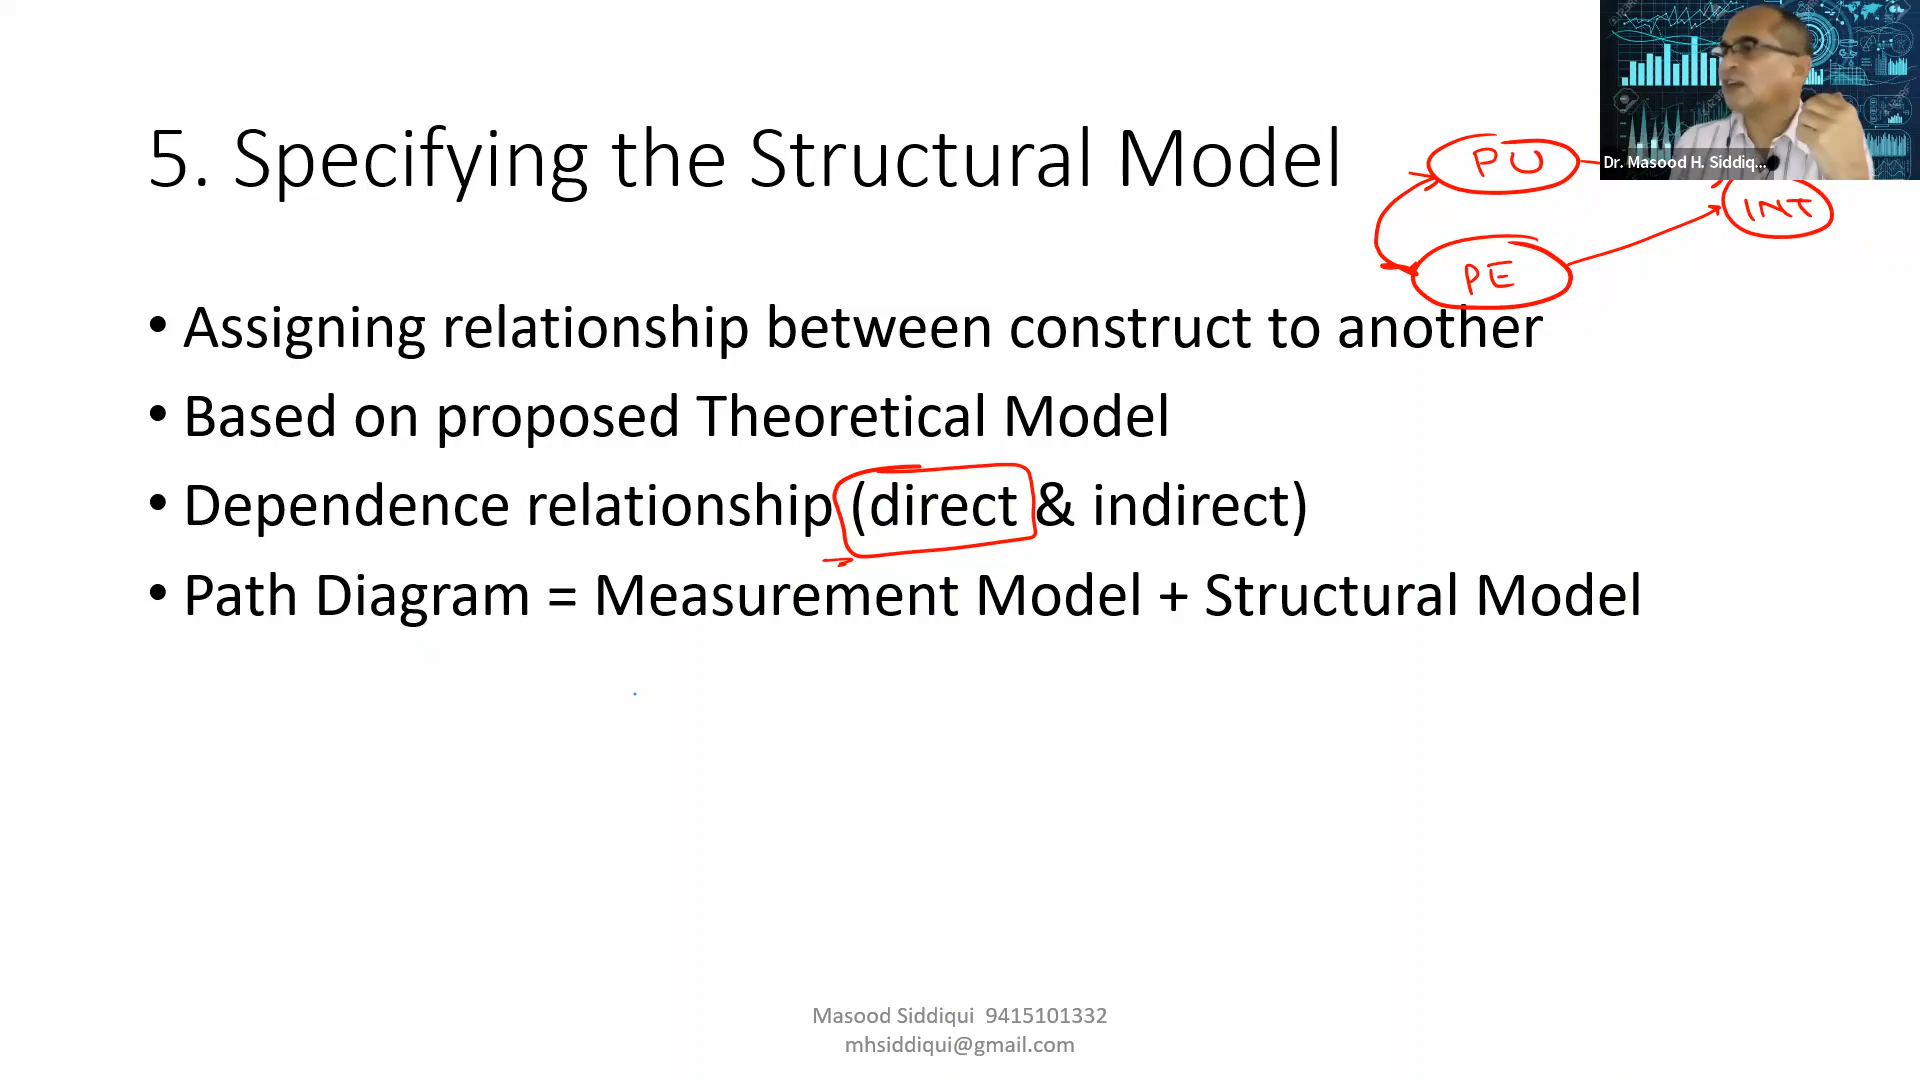 5. Specifying the Structural Model
PU
Dr. Masood H. Siddiq...
INT
PE
• Assigning relationship between construct to another
• Based on proposed Theoretical Model
• Dependence relationship (direct & indirect)
• Path Diagram = Measurement Model + Structural Model
Masood Siddiqui 9415101332
mhsiddiqui@gmail.com